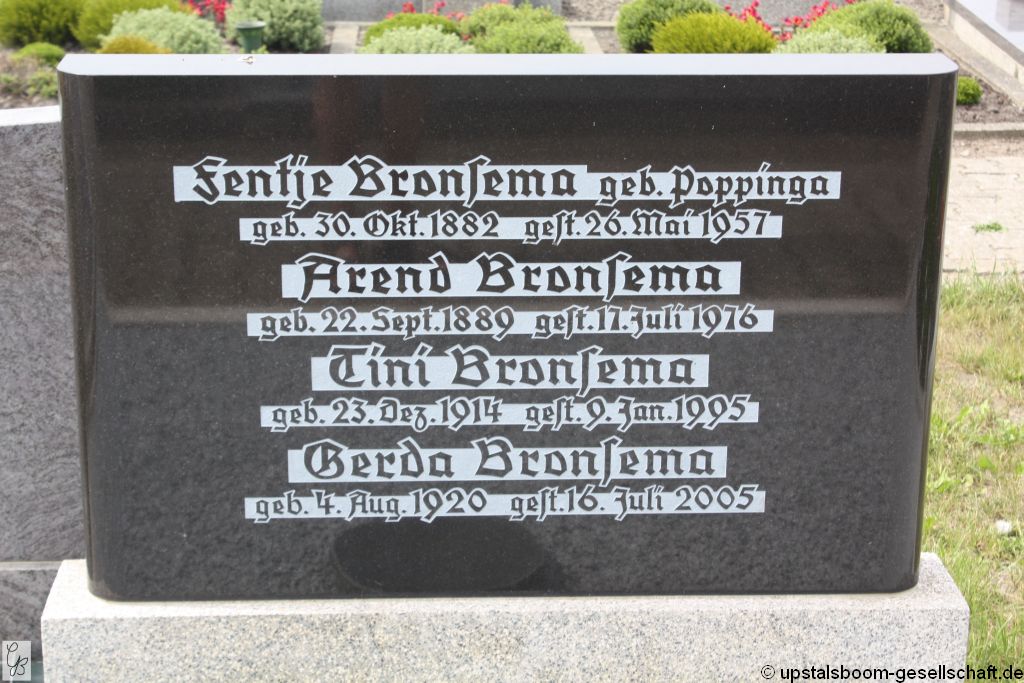 Fentje Bronsema geb. Poppinga
geb. 30. Okt. 1882 gest. 26. Mai 1957
Arend Bronsema
geb. 22. Sept. 1889 gest. 17. Juli 1976
Tini Bronsema
geb. 23. Dez. 1914 gest. 9. Jan. 1995
Gerda Bronsema
geb. 4. Aug. 1920 gest. 16. Juli 2005
© upstalsboom-gesellschaft.de